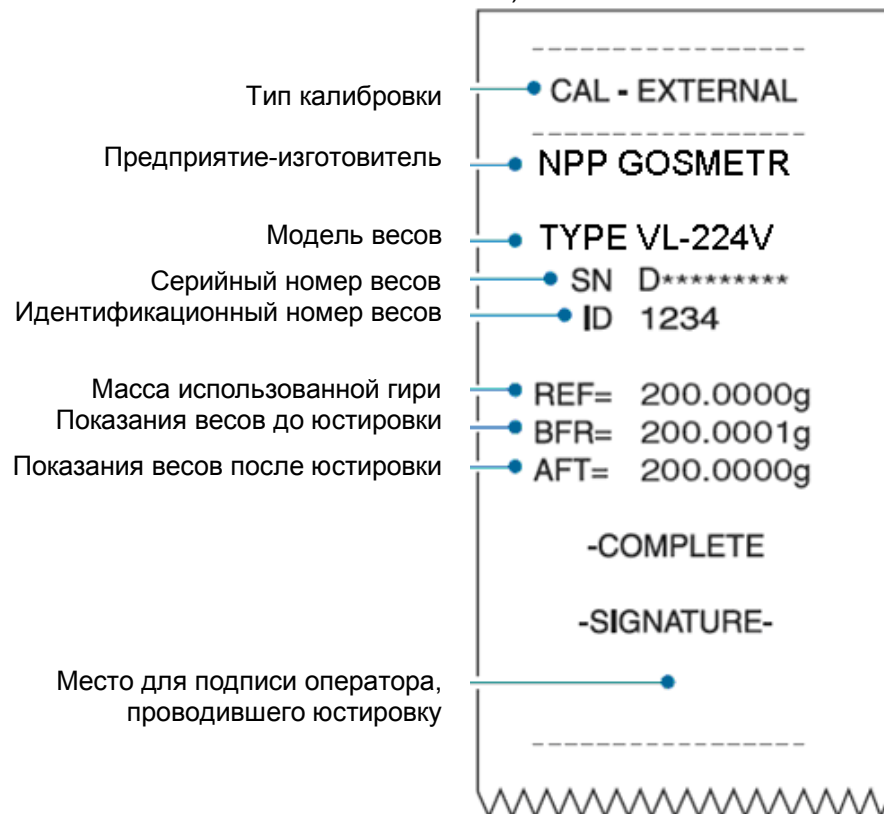 Тип калибровки
CAL - EXTERNAL
Предприятие-изготовитель
NPP GOSMETR
Модель весов
TYPE VL-224V
Серийный номер весов
SN D*********
Идентификационный номер весов
ID 1234
Масса использованной гири
REF= 200.0000g
Показания весов до юстировки
BFR= 200.0001g
Показания весов после юстировки
AFT= 200.0000g
-COMPLETE
-SIGNATURE-
Место для подписи оператора,
проводившего юстировку